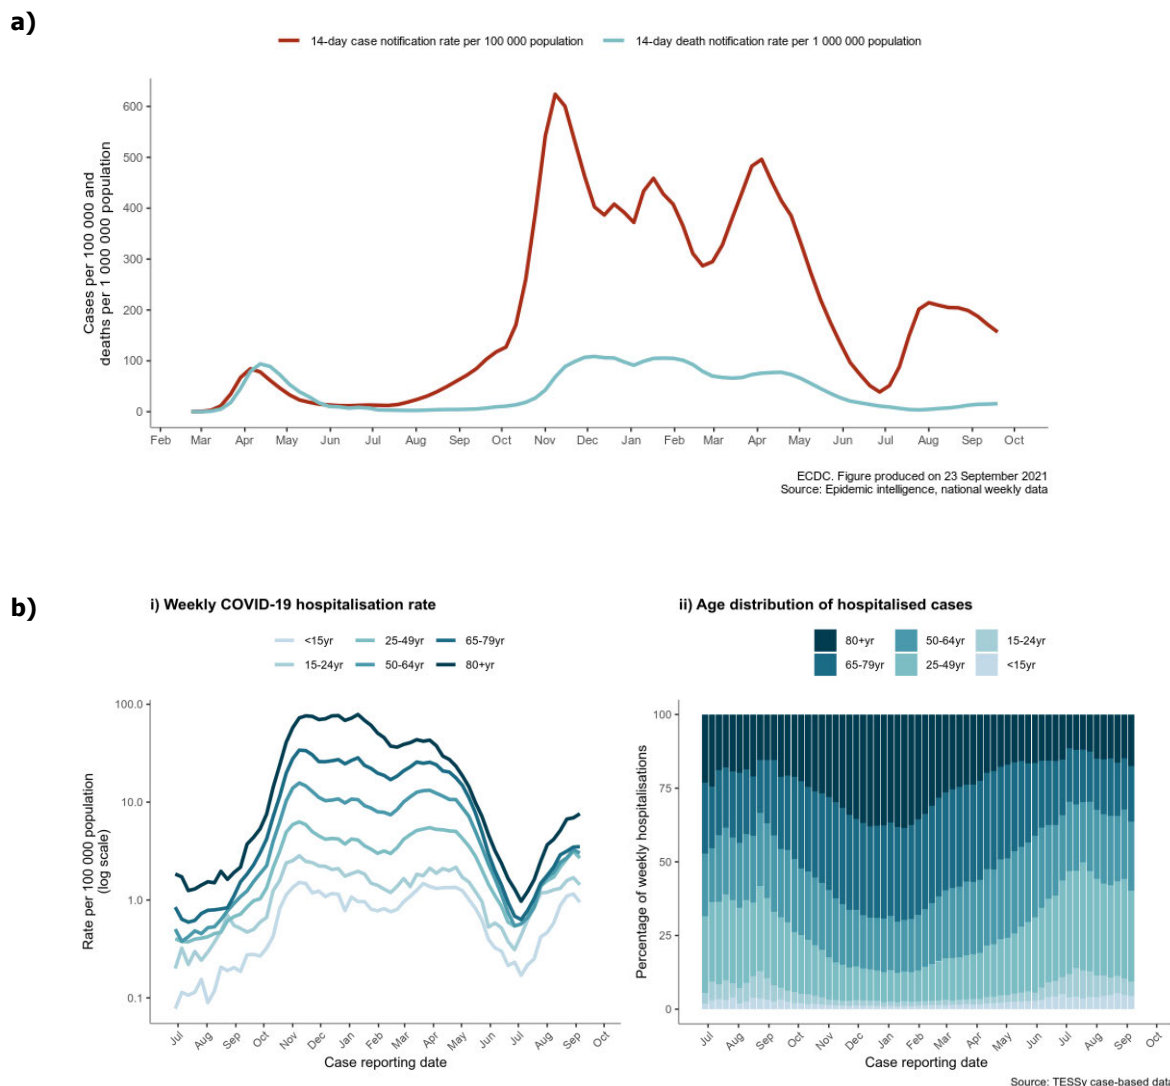 a)
14-day case notification rate per 100 000 population 14-day death notification rate per 1 000 000 population
Cases per 100 000 and
deaths per 1 000 000 population
600
500
400
300
200
100
0
Feb Mar Apr May Jun Jul Aug Sep Oct Nov Dec Jan Feb Mar Apr May Jun Jul Aug Sep Oct
ECDC. Figure produced on 23 September 2021
Source: Epidemic intelligence, national weekly data
b)
i) Weekly COVID-19 hospitalisation rate
<15yr 25-49yr 65-79yr
15-24yr 50-64yr 80+yr
Rate per 100 000 population
(log scale)
100.0
10.0
1.0
0.1
Jul Aug Sep Oct Nov Dec Jan Feb Mar Apr May Jun Jul Aug Sep Oct
Case reporting date
ii) Age distribution of hospitalised cases
80+yr 50-64yr 15-24yr
65-79yr 25-49yr <15yr
Percentage of weekly hospitalisations
100
75
50
25
0
Jul Aug Sep Oct Nov Dec Jan Feb Mar Apr May Jun Jul Aug Sep Oct
Case reporting date
Source: TESSy case-based data